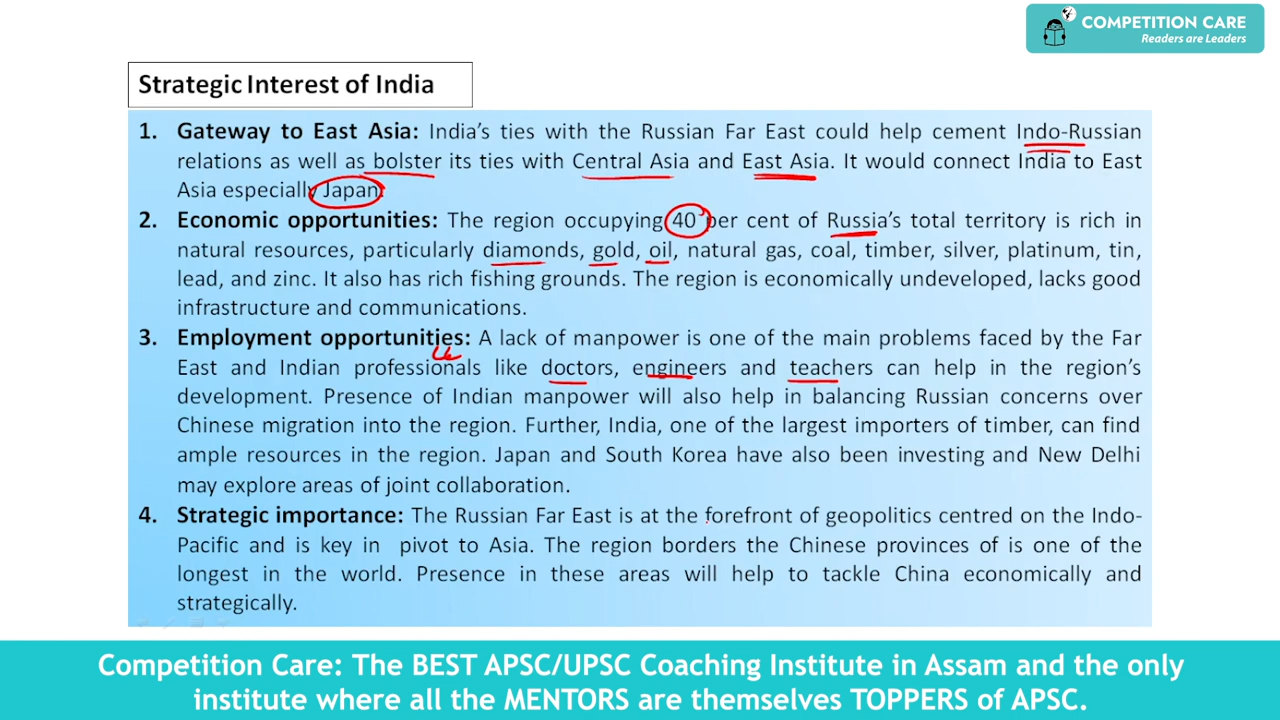 COMPETITION CARE
Readers are Leaders
Strategic Interest of India
1. Gateway to East Asia: India's ties with the Russian Far East could help cement Indo-Russian
relations as well as bolster its ties with Central Asia and East Asia. It would connect India to East
Asia especially Japan.
2. Economic opportunities: The region occupying 40 per cent of Russia's total territory is rich in
natural resources, particularly diamonds, gold, oil, natural gas, coal, timber, silver, platinum, tin,
lead, and zinc. It also has rich fishing grounds. The region is economically undeveloped, lacks good
infrastructure and communications.
3. Employment opportunities: A lack of manpower is one of the main problems faced by the Far
East and Indian professionals like doctors, engineers and teachers can help in the region's
development. Presence of Indian manpower will also help in balancing Russian concerns over
Chinese migration into the region. Further, India, one of the largest importers of timber, can find
ample resources in the region. Japan and South Korea have also been investing and New Delhi
may explore areas of joint collaboration.
4. Strategic importance: The Russian Far East is at the forefront of geopolitics centred on the Indo-
Pacific and is key in pivot to Asia. The region borders the Chinese provinces of is one of the
longest in the world. Presence in these areas will help to tackle China economically and
strategically.
Competition Care: The BEST APSC/UPSC Coaching Institute in Assam and the only
institute where all the MENTORS are themselves TOPPERS of APSC.